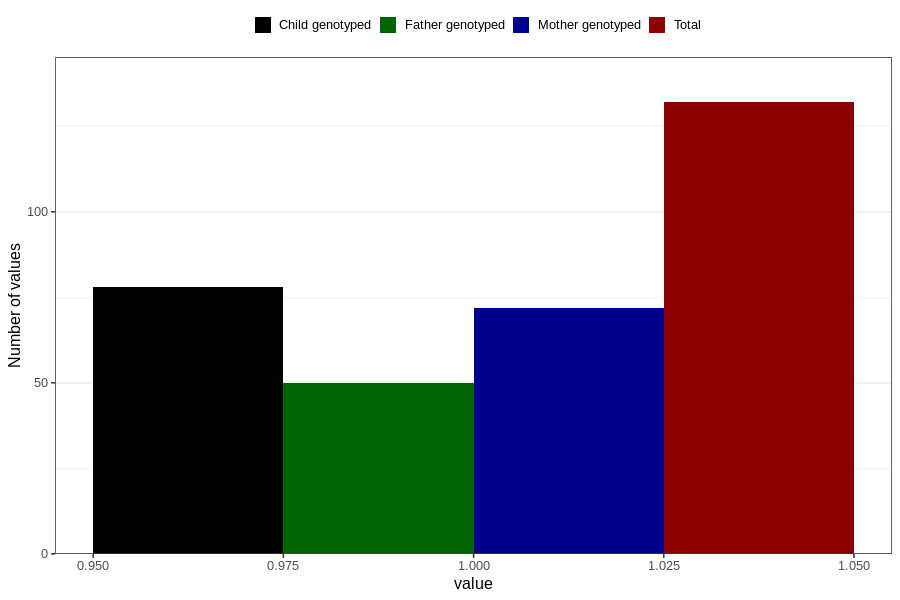 Child genotyped Father genotyped Mother genotyped Total
Number of values
100
50
0
0.950 0.975 1.000 1.025 1.050
value